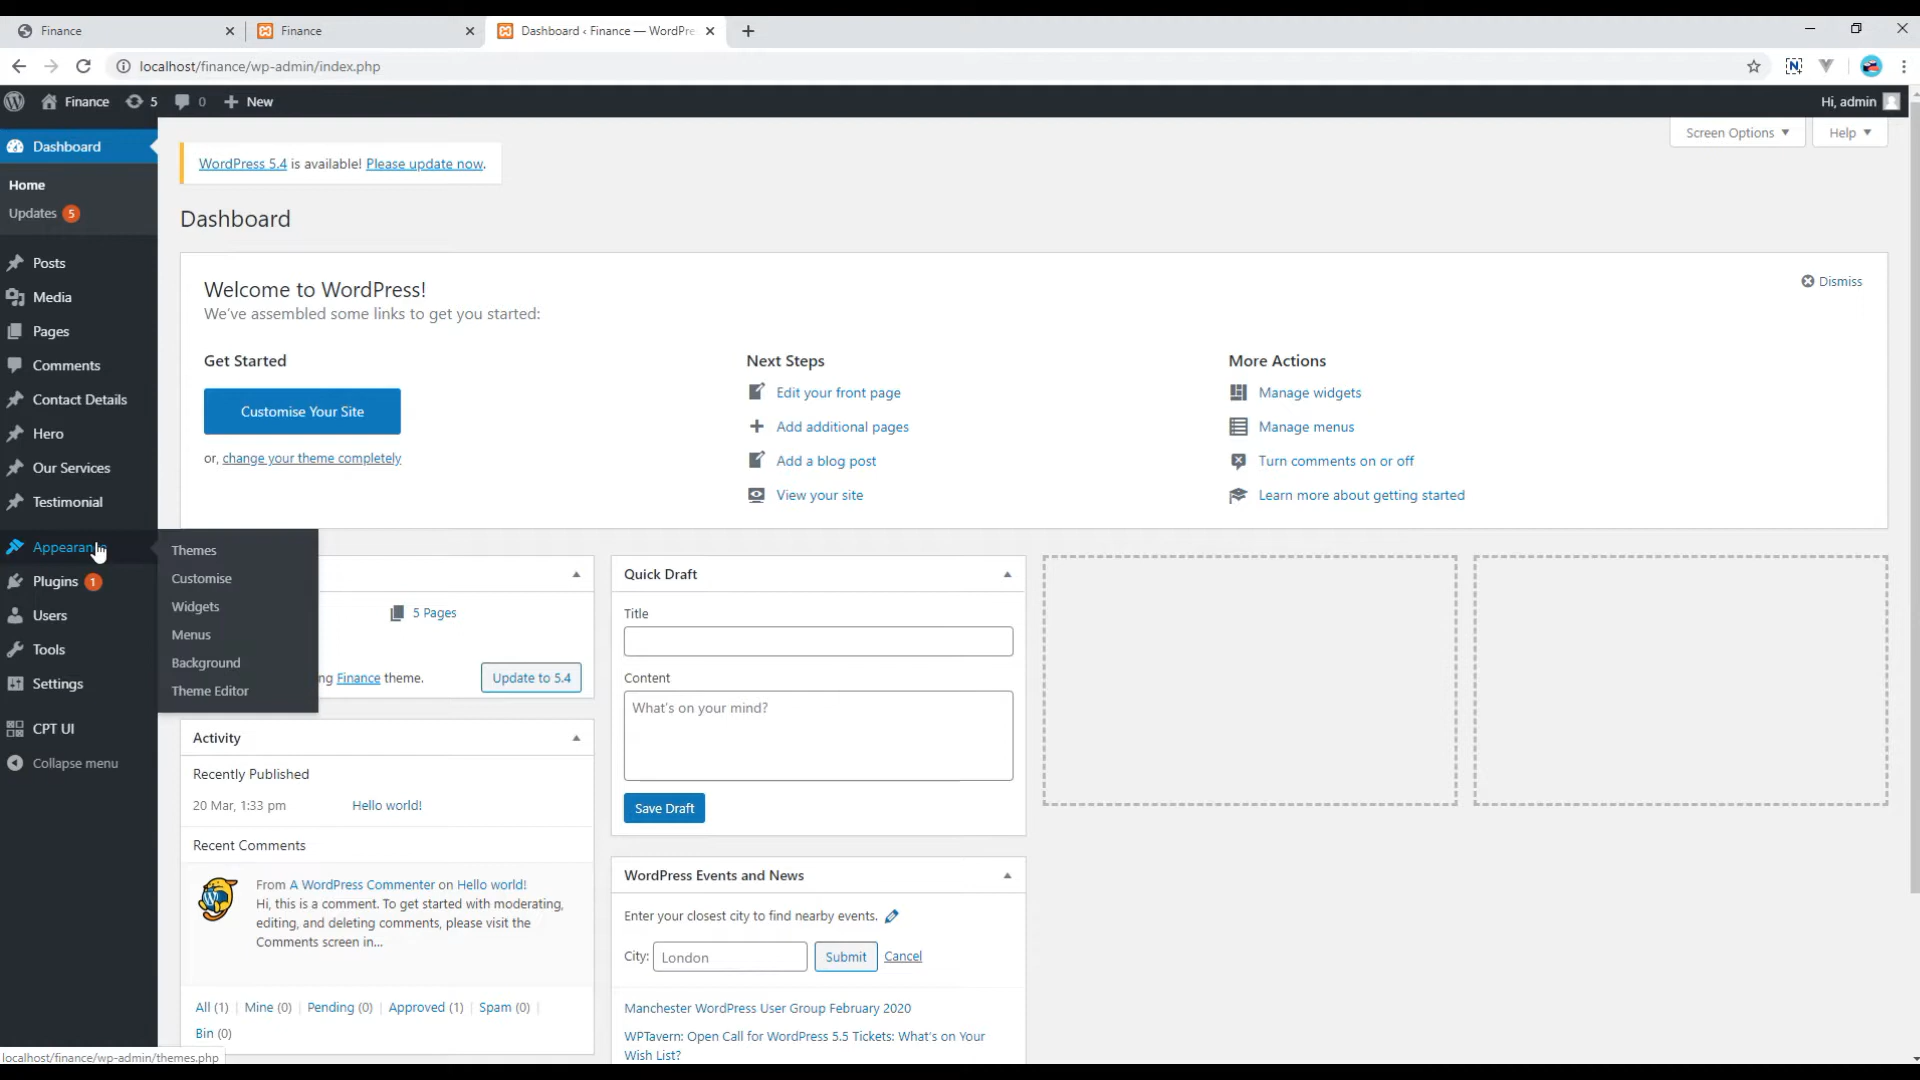 Finance
Finance
Dashboard ‹ Finance — WordPre
localhost/finance/wp-admin/index.php
Finance
5
0
New
Hi, admin
Dashboard
Screen Options
Help
WordPress 5.4 is available! Please update now.
Home
Updates 5
Dashboard
Posts
Media
Pages
Comments
Contact Details
Hero
Our Services
Testimonial
Appearan
Plugins 1
Users
Tools
Settings
CPT UI
Collapse menu
Themes
Customise
Widgets
Menus
Background
Theme Editor
Welcome to WordPress!
Dismiss
We've assembled some links to get you started:
Get Started
Customise Your Site
or, change your theme completely
Next Steps
Edit your front page
Add additional pages
Add a blog post
View your site
More Actions
Manage widgets
Manage menus
Turn comments on or off
Learn more about getting started
5 Pages
ng Finance theme.
Update to 5.4
Activity
Recently Published
20 Mar, 1:33 pm
Hello world!
Recent Comments
From A WordPress Commenter on Hello world!
Hi, this is a comment. To get started with moderating,
editing, and deleting comments, please visit the
Comments screen in...
All (1) | Mine (0) | Pending (0) | Approved (1) | Spam (0) |
Bin (0)
Quick Draft
Title
Content
What's on your mind?
Save Draft
WordPress Events and News
Enter your closest city to find nearby events.
City:
London
Submit
Cancel
Manchester WordPress User Group February 2020
WPTavern: Open Call for WordPress 5.5 Tickets: What's on Your
Wish List?
localhost/finance/wp-admin/themes.php